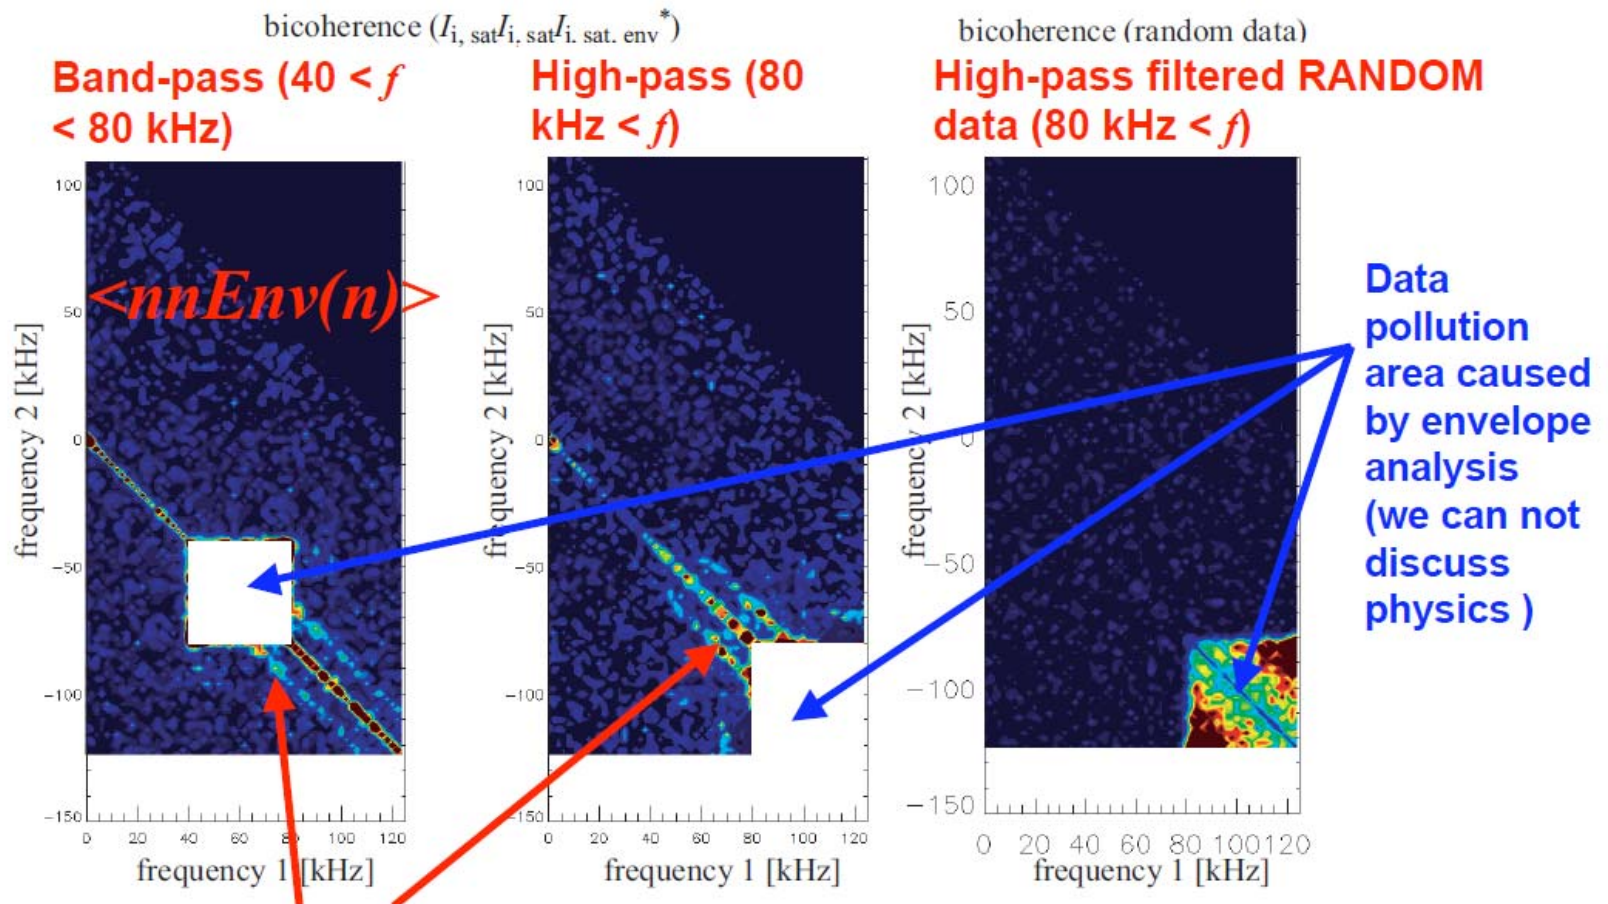 bicoherence (Ii, satIi, satIi, sat, env*)
bicoherence (random data)
Band-pass (40 < f
< 80 kHz)
High-pass (80
kHz < f)
High-pass filtered RANDOM
data (80 kHz < f)
<nnEnv(n)>
Data
pollution
area caused
by envelope
analysis
(we can not
discuss
physics )
frequency 2 [kHz]
100
50
0
−50
−100
−150
0 20 40 60 80 100 120
frequency 1 [kHz]
frequency 2 [kHz]
100
50
0
−50
−100
−150
0 20 40 60 80 100 120
frequency 1 [kHz]
frequency 2 [kHz]
100
50
0
−50
−100
−150
0 20 40 60 80 100120
frequency 1 [kHz]